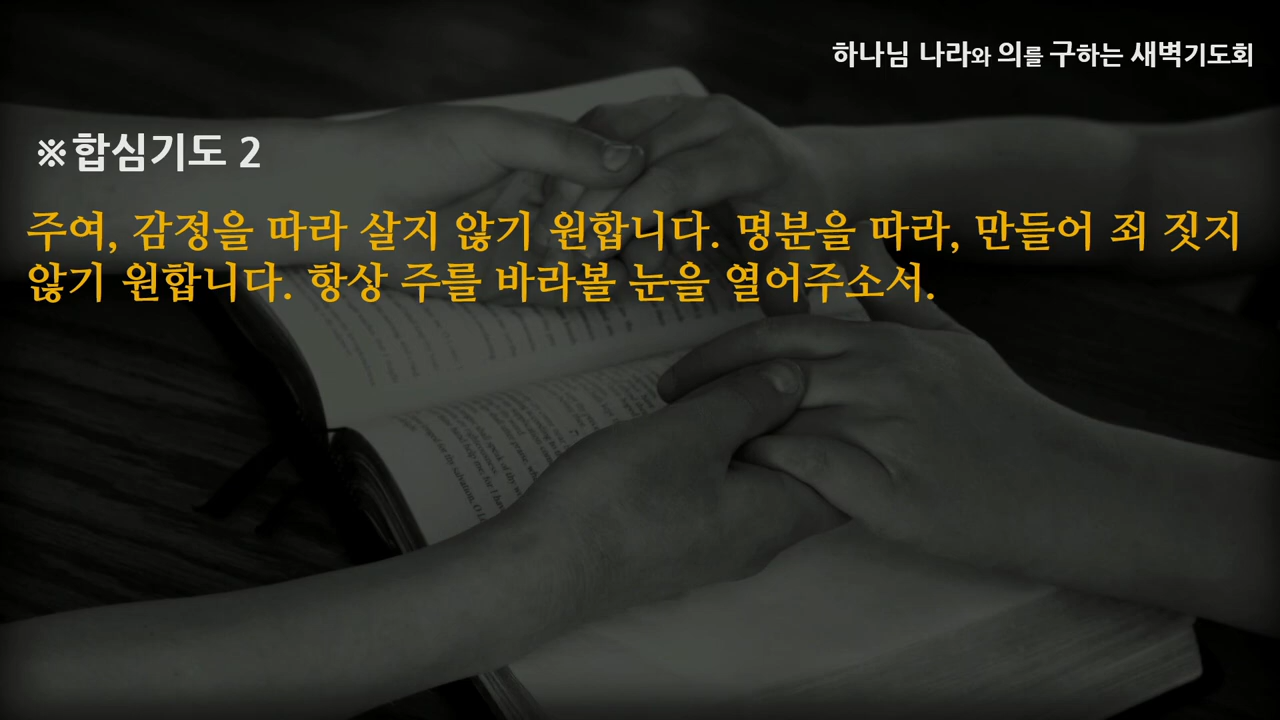 하나님 나라와 의를 구하는 새벽기도회
※합심기도 2
주여, 감정을 따라 살지 않기 원합니다. 명분을 따라, 만들어 죄 짓지
않기 원합니다. 항상 주를 바라볼 눈을 열어주소서.